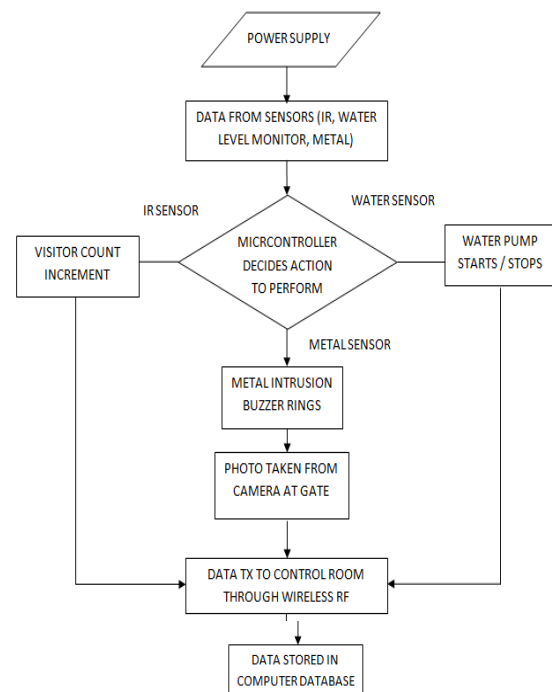 POWER SUPPLY
DATA FROM SENSORS (IR, WATER
LEVEL MONITOR, METAL)
IR SENSOR
WATER SENSOR
VISITOR COUNT
INCREMENT
MICRCONTROLLER
DECIDES ACTION
TO PERFORM
WATER PUMP
STARTS / STOPS
METAL SENSOR
METAL INTRUSION
BUZZER RINGS
PHOTO TAKEN FROM
CAMERA AT GATE
DATA TX TO CONTROL ROOM
THROUGH WIRELESS RF
DATA STORED IN
COMPUTER DATABASE